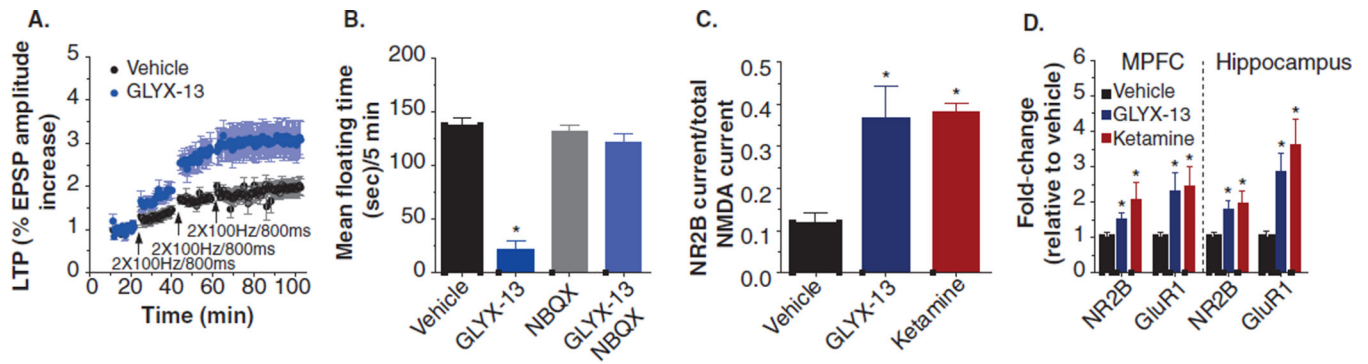 A.
LTP (% EPSP amplitude
increase)
5
4
3
2
1
0
Vehicle
GLYX-13
2X100Hz/800ms
2X100Hz/800ms
2X100Hz/800ms
0 20 40 60 80 100
Time (min)
B.
Mean floating time
(sec)/5 min
200
150
100
50
0
Vehicle
GLYX-13
NBQX
GLYX-13
NBQX
*
C.
NR2B current/total
NMDA current
0.5
0.4
0.3
0.2
0.1
0.0
* *
Vehicle
GLYX-13
Ketamine
D.
Fold-change
(relative to vehicle)
6
5
4
3
2
1
0
MPFC Hippocampus
Vehicle
GLYX-13
Ketamine
* * * * * * * *
NR2B
GluR1
NR2B
GluR1